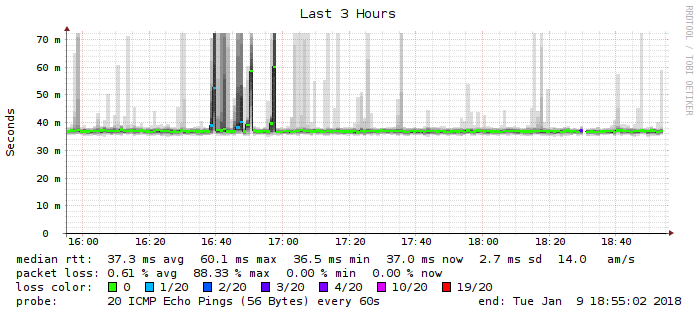 Last 3 Hours
RRDTOOL / TOBI OETIKER
Seconds
70 m
60 m
50 m
40 m
30 m
20 m
10 m
0
16:00 16:20 16:40 17:00 17:20 17:40 18:00 18:20 18:40
median rtt: 37.3 ms avg 60.1 ms max 36.5 ms min 37.0 ms now 2.7 ms sd 14.0 am/s
packet loss: 0.61 % avg 88.33 % max 0.00 % min 0.00 % now
loss color: 0 1/20 2/20 3/20 4/20 10/20 19/20
probe: 20 ICMP Echo Pings (56 Bytes) every 60s end: Tue Jan 9 18:55:02 2018